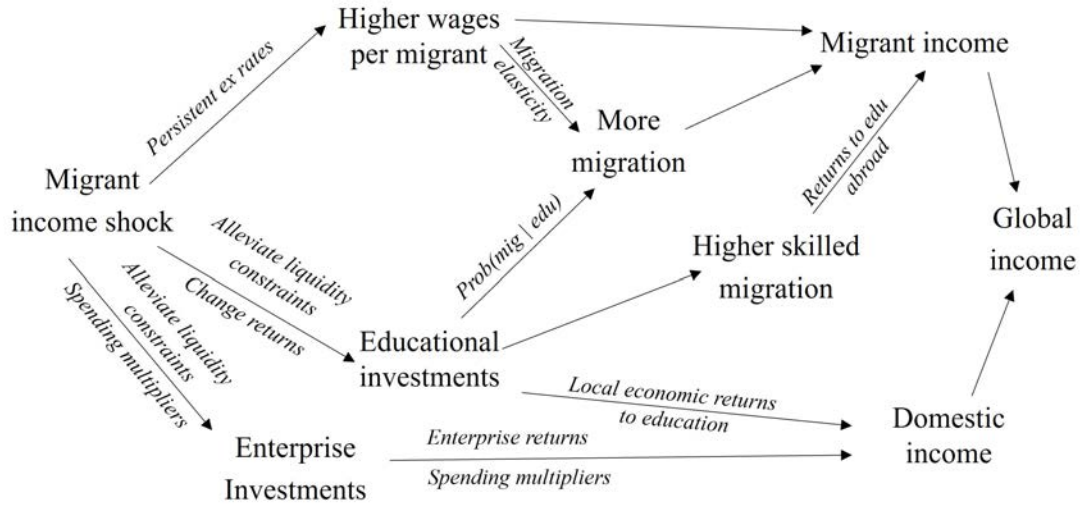 Higher wages
per migrant
Migrant income
Persistent ex rates
Migration
elasticity
More
migration
Returns to edu
abroad
Migrant
income shock
Global
income
Higher skilled
migration
Prob(mig | edu)
Alleviate liquidity
constraints
Change returns
Alleviate liquidity
constraints
Spending multipliers
Educational
investments
Local economic returns
to education
Domestic
income
Enterprise
Investments
Enterprise returns
Spending multipliers